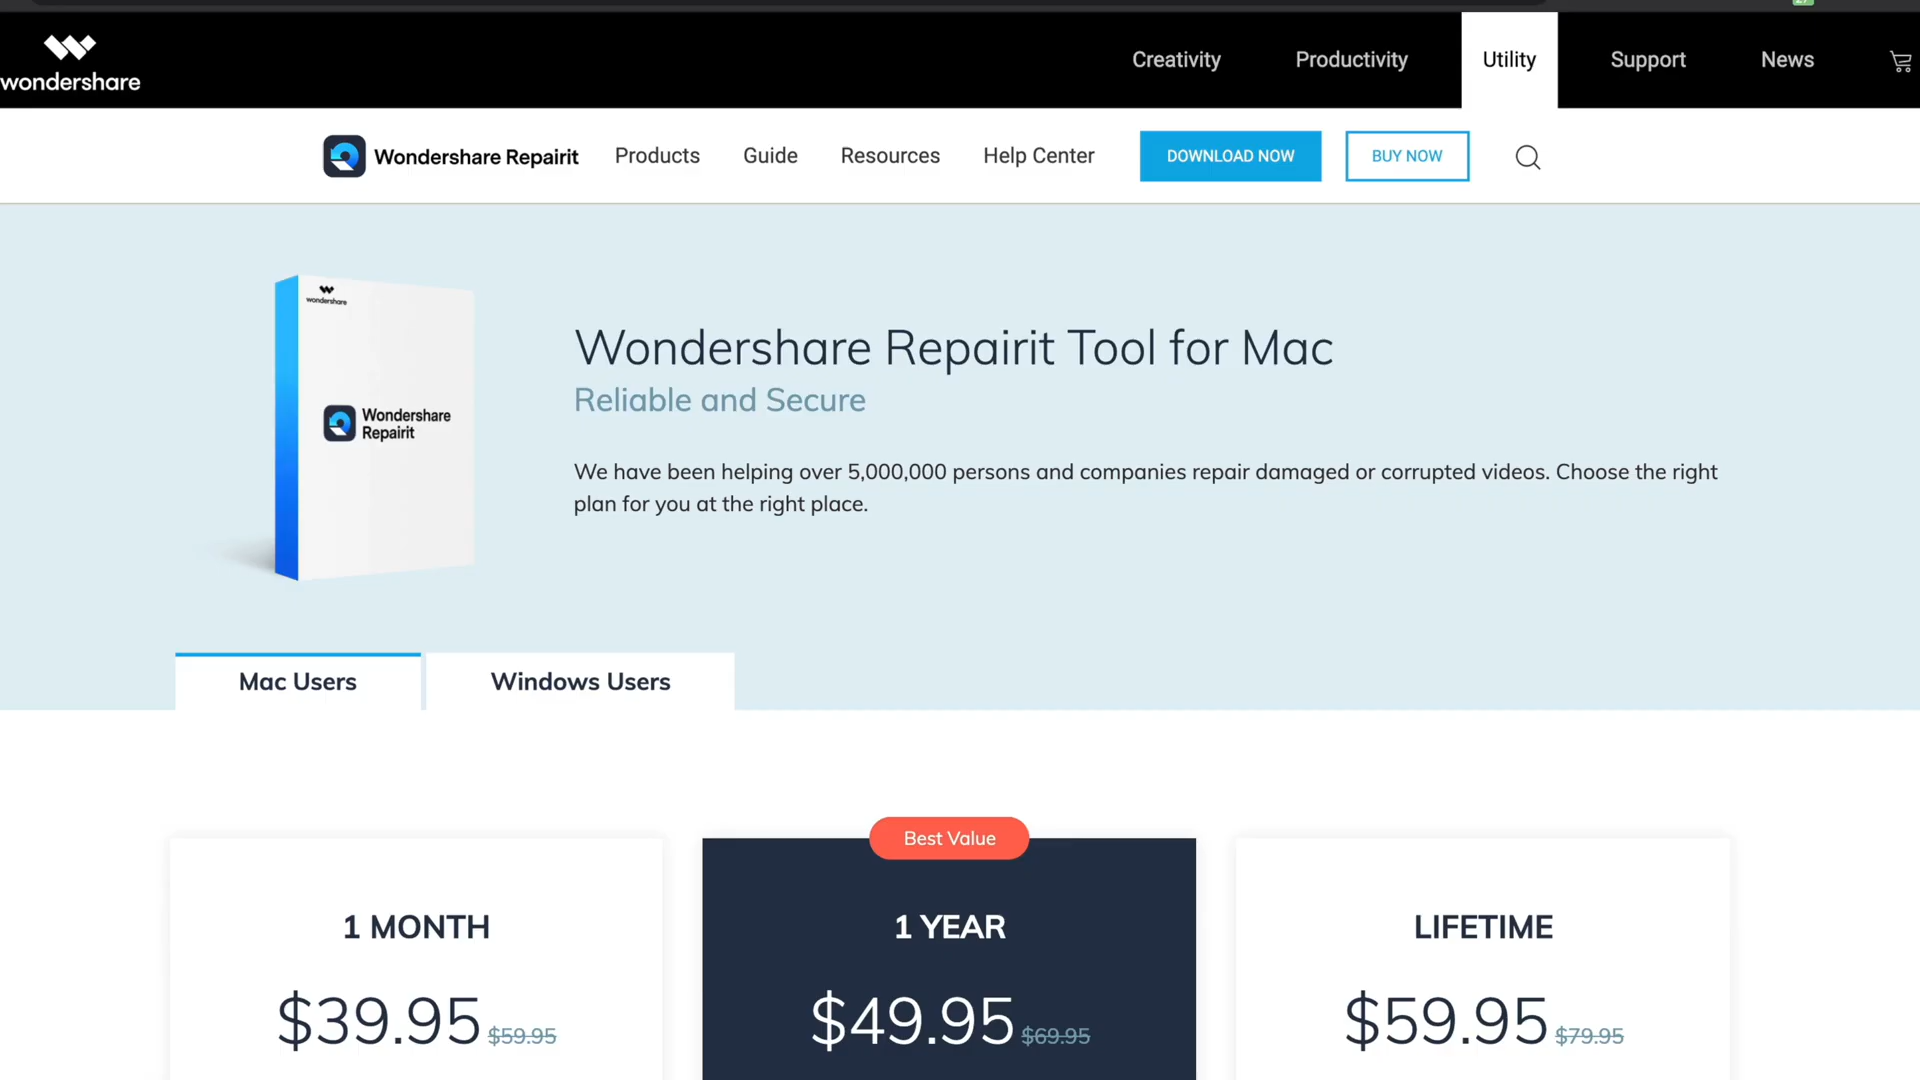 wondershare
Creativity
Productivity
Utility
Support
News
Wondershare Repairit
Products
Guide
Resources
Help Center
DOWNLOAD NOW
BUY NOW
wondershare
Wondershare
Repairit
Wondershare Repairit Tool for Mac
Reliable and Secure
We have been helping over 5,000,000 persons and companies repair damaged or corrupted videos. Choose the right
plan for you at the right place.
Mac Users
Windows Users
Best Value
1 MONTH
$39.95 $59.95
1 YEAR
$49.95 $69.95
LIFETIME
$59.95 $79.95